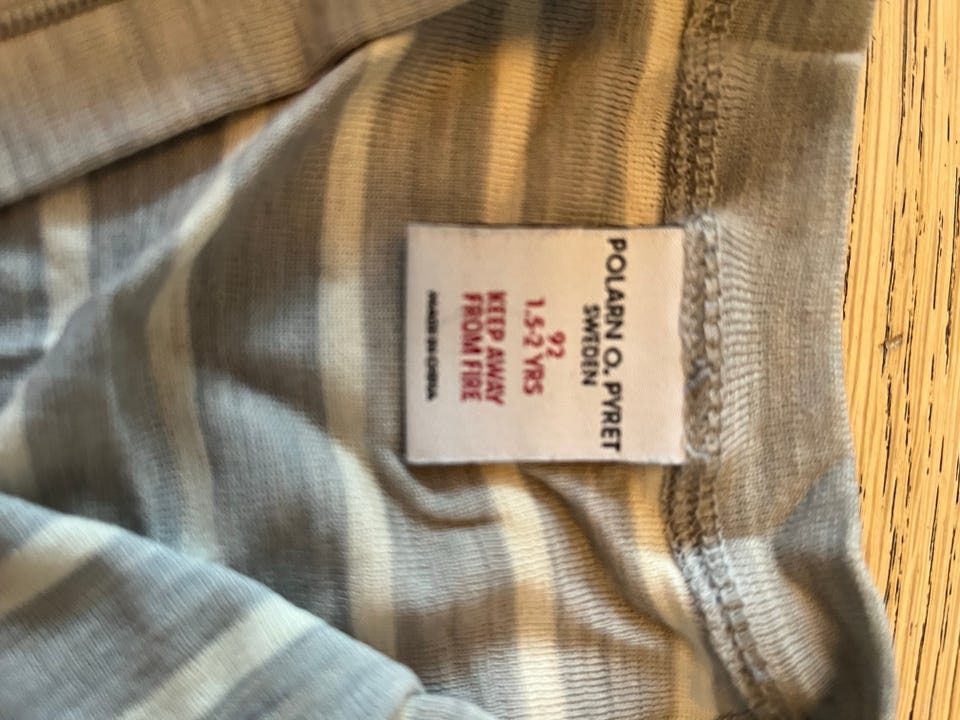 POLARN O. PYRET
SWEDEN
92
1.5-2 YRS
KEEP AWAY
FROM FIRE
MADE IN CHINA